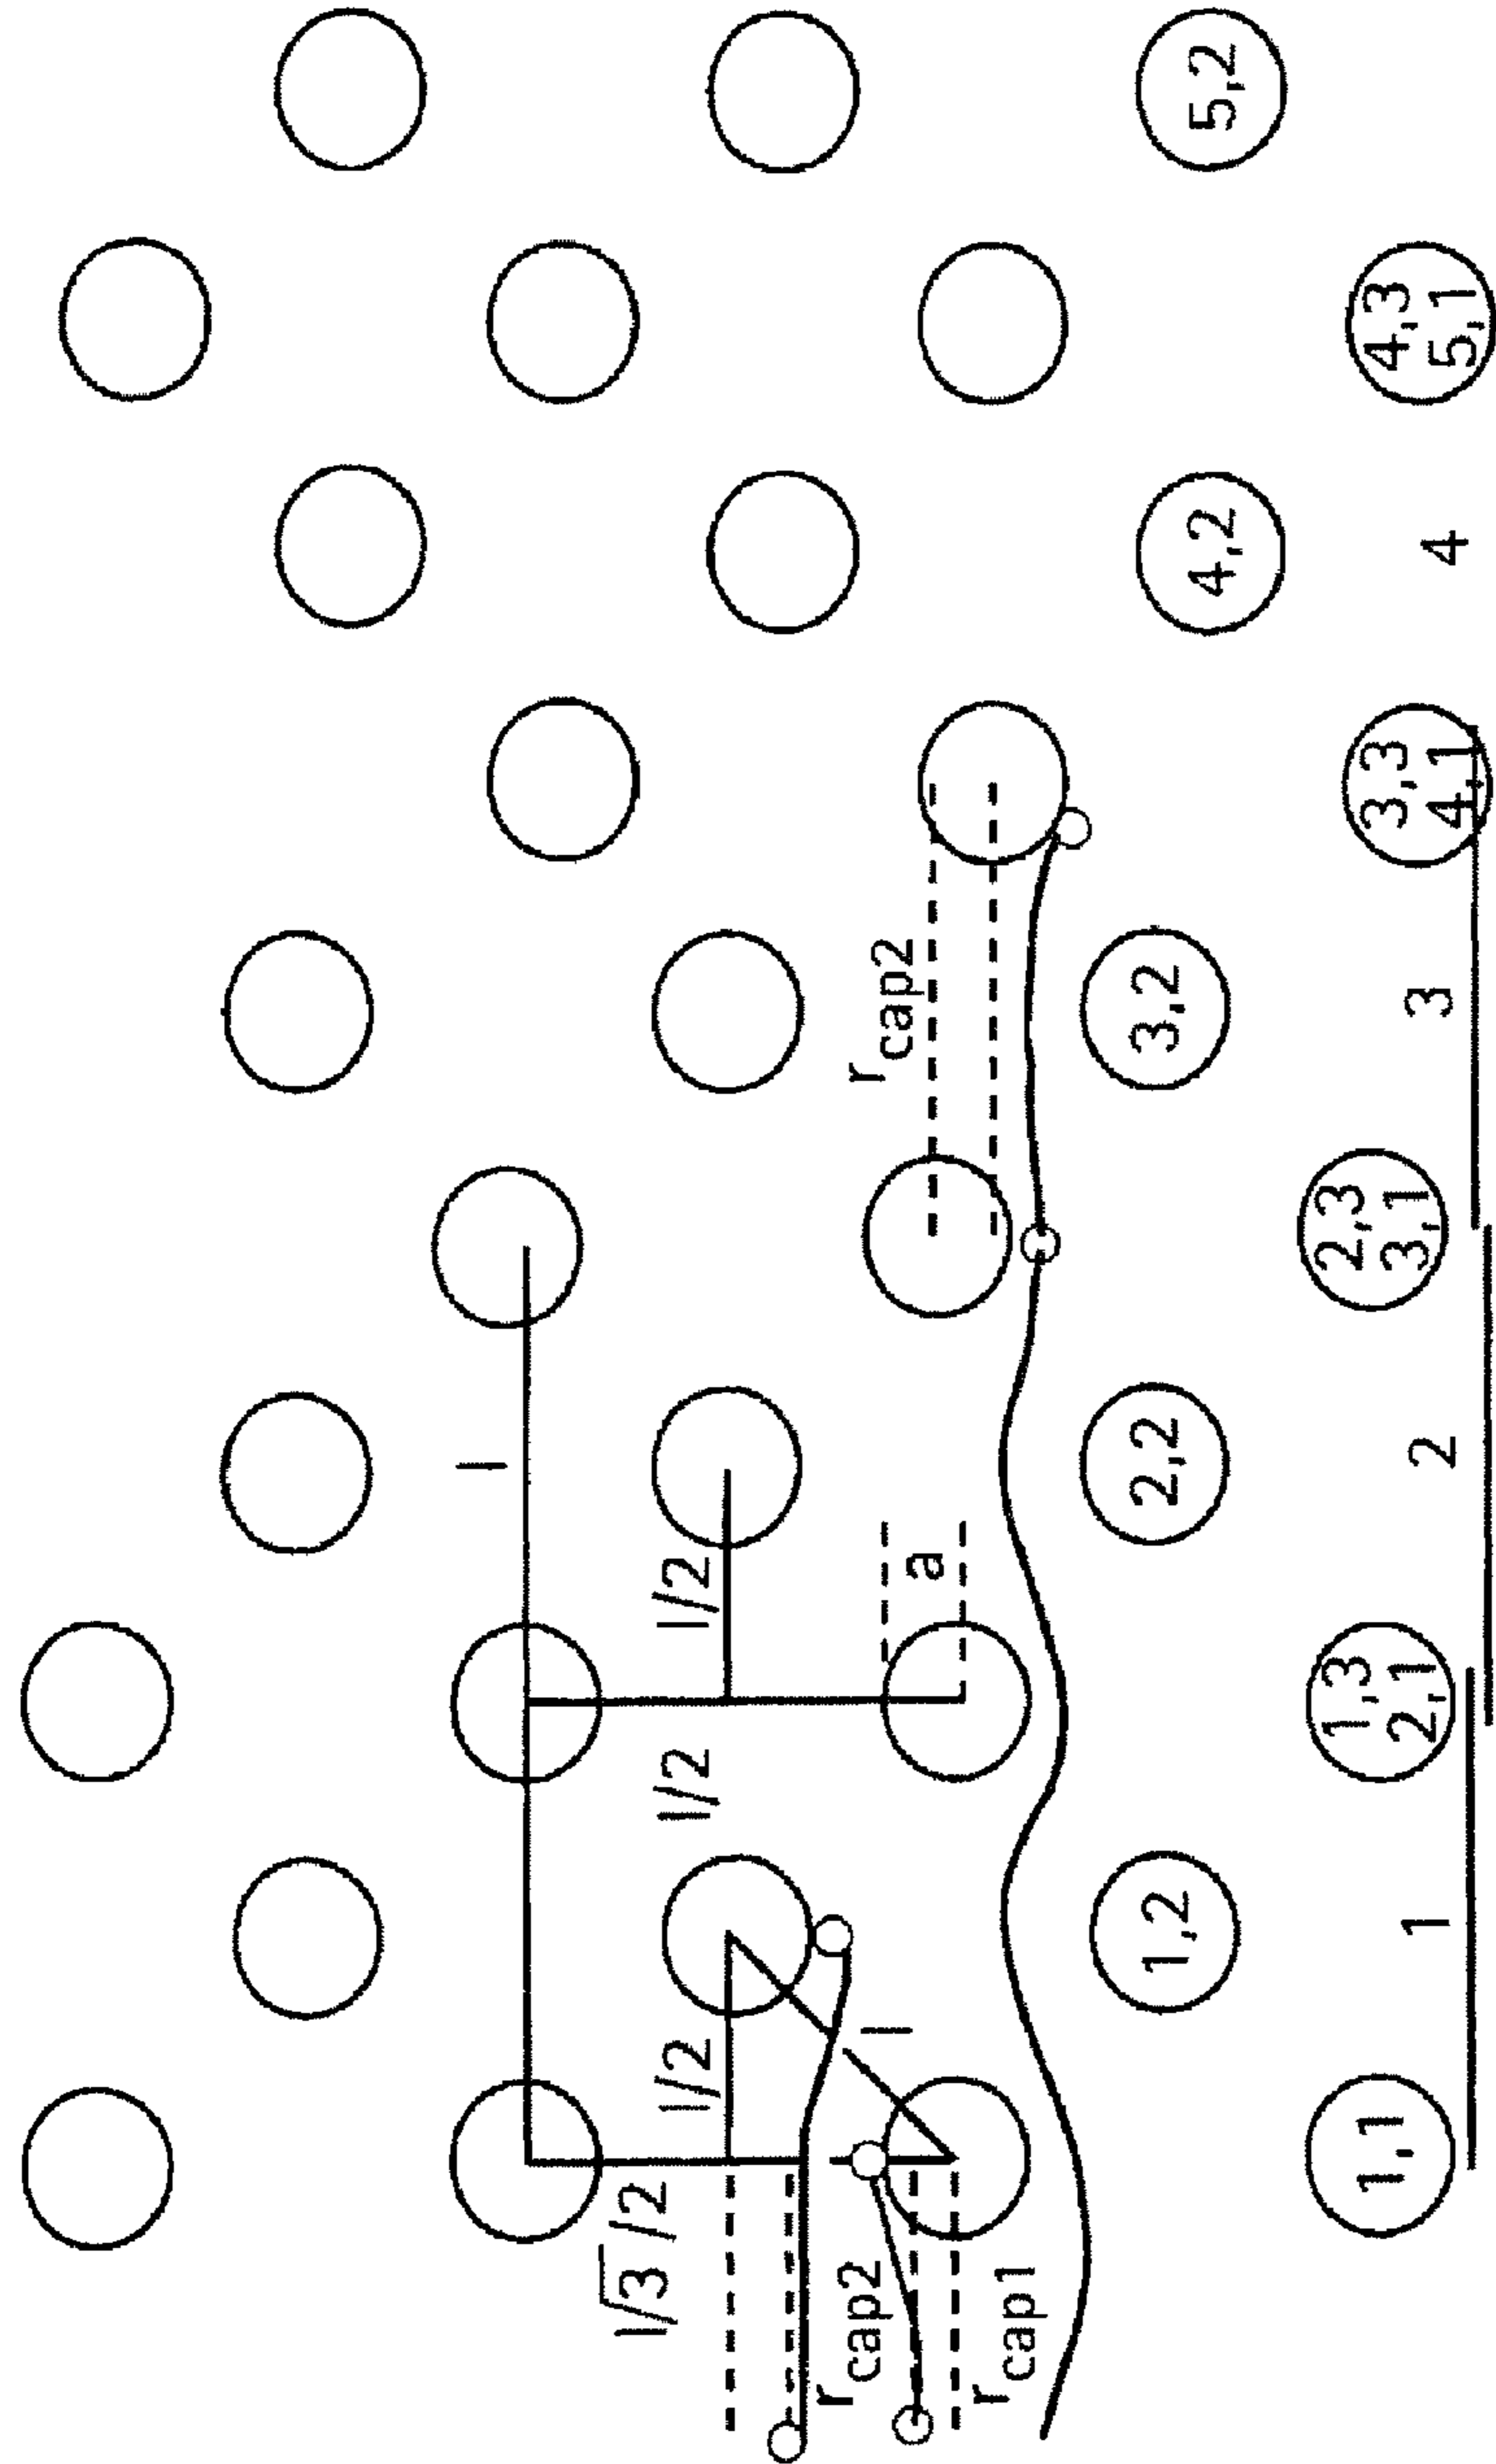 l
l√3/2
l/2
l/2
l/2
r_cap2
l
a
r_cap2
r_cap1
1,2
2,2
3,2
4,2
5,2
1,1
1,3
2,1
2,3
3,1
3,3
4,1
4,3
5,1
1
2
3
4